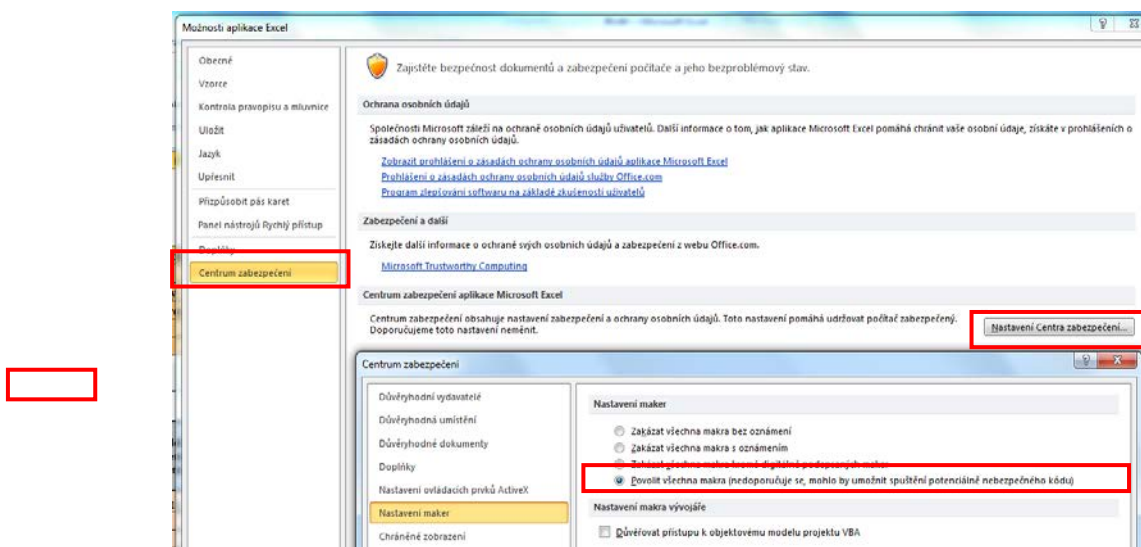 Možnosti aplikace Excel
Obecné
Vzorce
Kontrola pravopisu a mluvnice
Uložit
Jazyk
Upřesnit
Přizpůsobit pás karet
Panel nástrojů Rychlý přístup
Doplňky
Centrum zabezpečení
Zajistěte bezpečnost dokumentů a zabezpečení počítače a jeho bezproblémový stav.
Ochrana osobních údajů
Společnosti Microsoft záleží na ochraně osobních údajů uživatelů. Další informace o tom, jak aplikace Microsoft Excel pomáhá chránit vaše osobní údaje, získáte v prohlášeních o
zásadách ochrany osobních údajů.
Zobrazit prohlášení o zásadách ochrany osobních údajů aplikace Microsoft Excel
Prohlášení o zásadách ochrany osobních údajů služby Office.com
Program zlepšování softwaru na základě zkušeností uživatelů
Zabezpečení a další
Získejte další informace o ochraně svých osobních údajů a zabezpečení z webu Office.com.
Microsoft Trustworthy Computing
Centrum zabezpečení aplikace Microsoft Excel
Centrum zabezpečení obsahuje nastavení zabezpečení a ochrany osobních údajů. Toto nastavení pomáhá udržovat počítač zabezpečený.
Doporučujeme toto nastavení neměnit.
Nastavení Centra zabezpečení...
Centrum zabezpečení
Důvěryhodní vydavatelé
Důvěryhodná umístění
Důvěryhodné dokumenty
Doplňky
Nastavení ovládacích prvků ActiveX
Nastavení maker
Chráněné zobrazení
Nastavení maker
Zakázat všechna makra bez oznámení
Zakázat všechna makra s oznámením
Zakázat všechna makra kromě digitálně podepsaných maker
Povolit všechna makra (nedoporučuje se, mohlo by umožnit spuštění potenciálně nebezpečného kódu)
Nastavení makra vývojáře
Důvěřovat přístupu k objektovému modelu projektu VBA